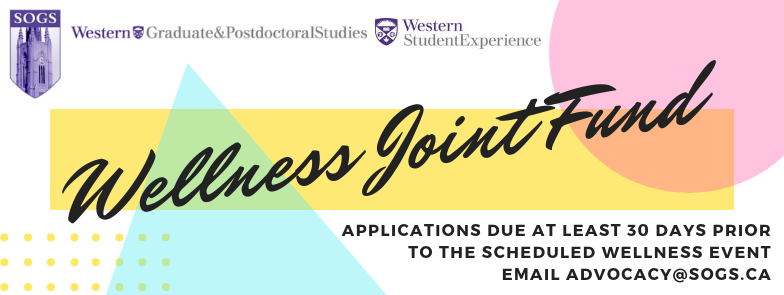 SOGS
Western Graduate&PostdoctoralStudies
Western
StudentExperience
Wellness Joint Fund
APPLICATIONS DUE AT LEAST 30 DAYS PRIOR
TO THE SCHEDULED WELLNESS EVENT
EMAIL ADVOCACY@SOGS.CA